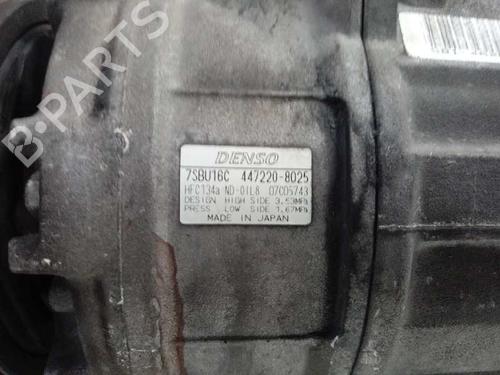 DENSO
7SBU16C 447220-8025
HFC134a ND-OIL8 07C05743
DESIGN HIGH SIDE 3.53MPa
PRESS LOW SIDE 1.67MPa
MADE IN JAPAN
B-PARTS